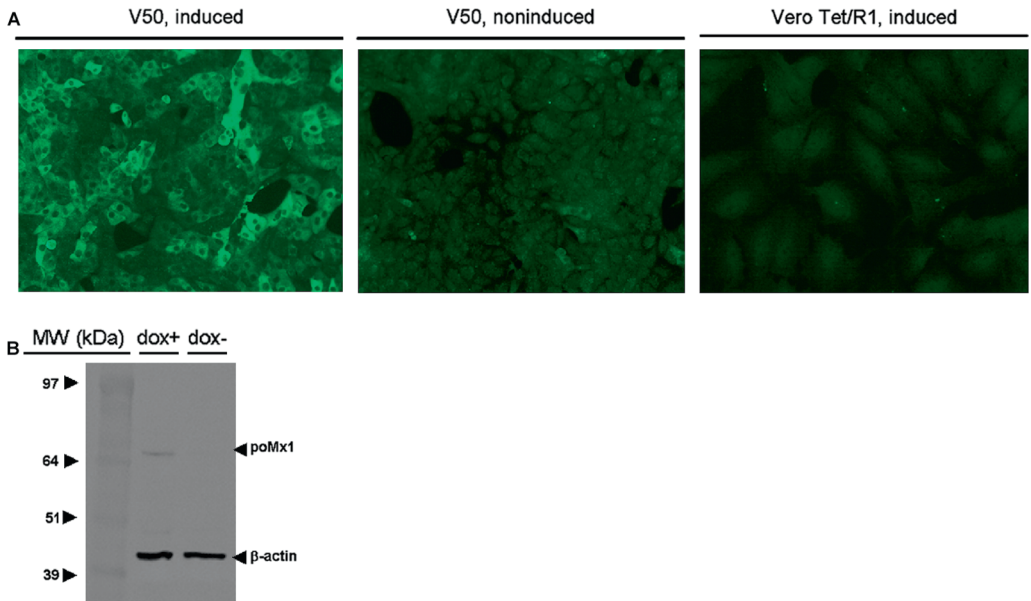 A
V50, induced
V50, noninduced
Vero Tet/R1, induced
B
MW (kDa)
dox+
dox-
97
64
51
39
poMx1
β-actin